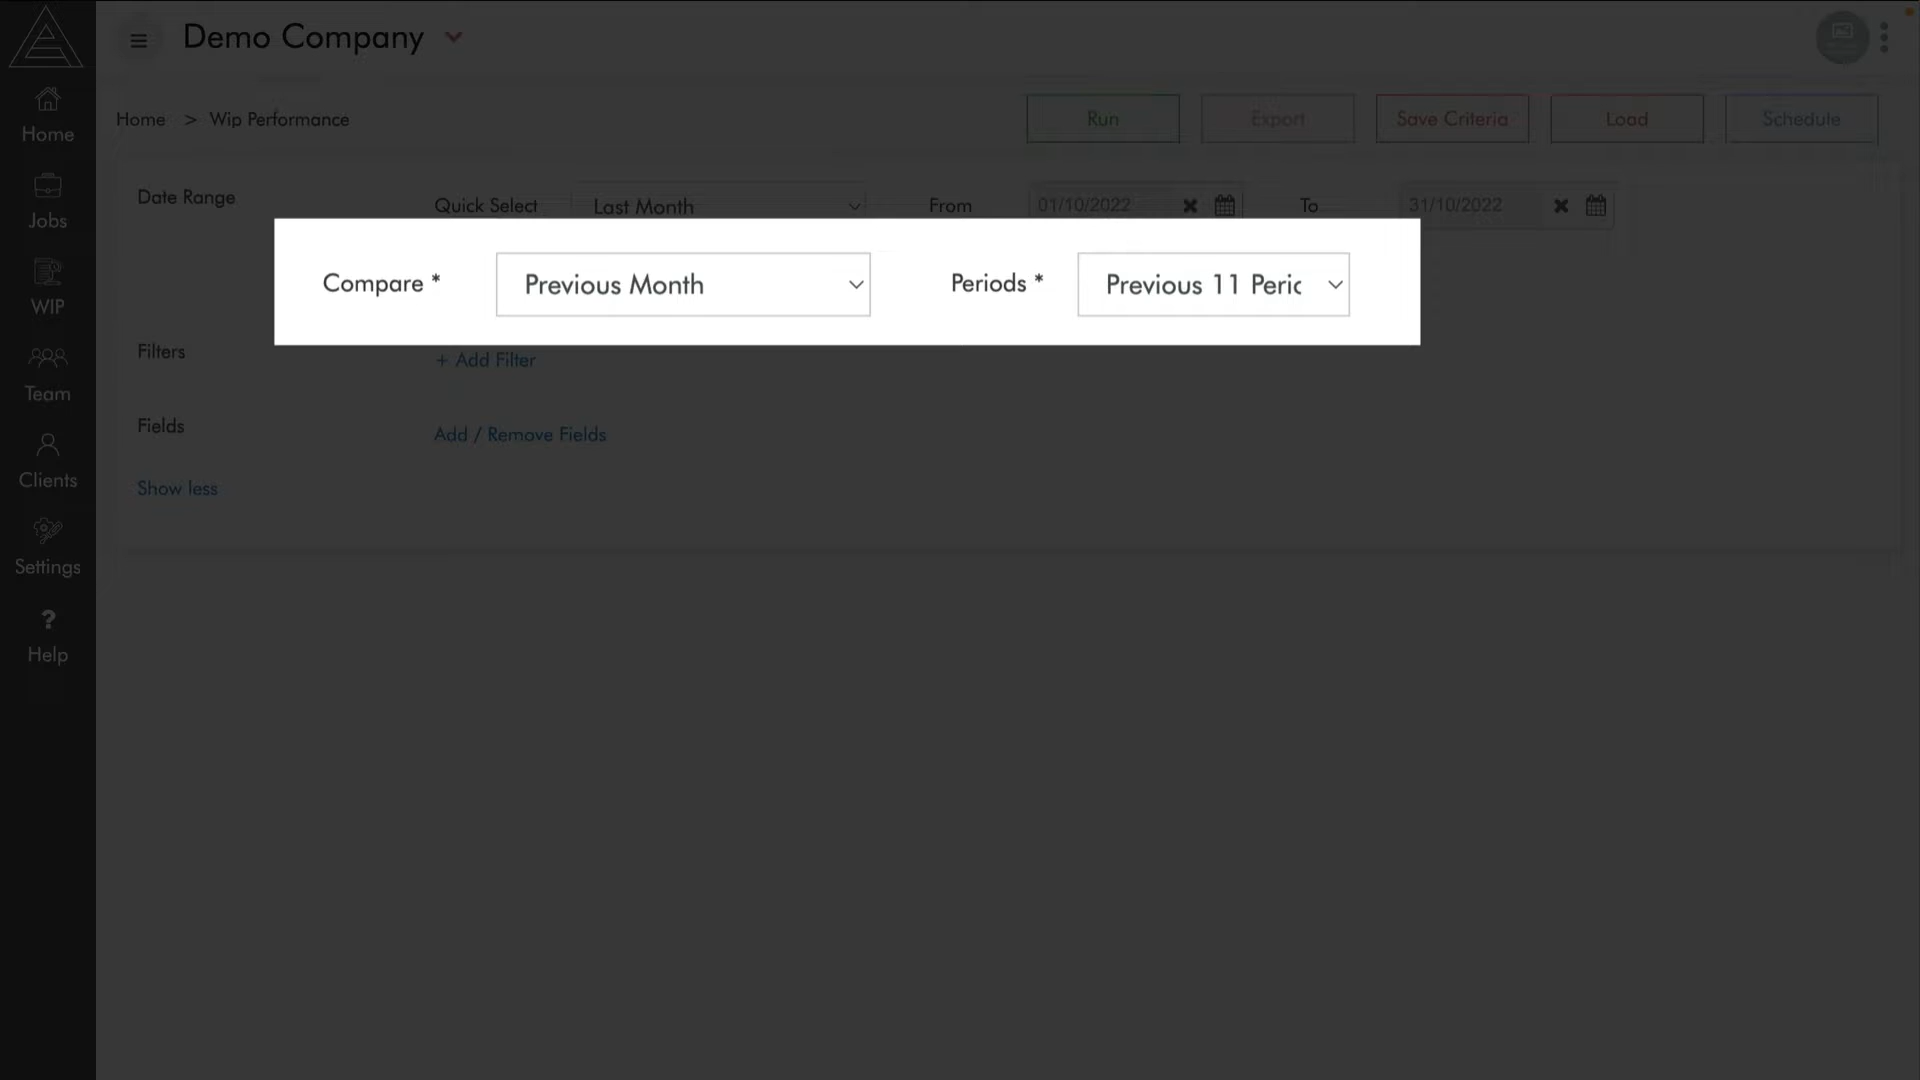 Demo Company
Home > Wip Performance
Run
Export
Save Criteria
Load
Schedule
Home
Jobs
WIP
Team
Clients
Settings
? Help
Date Range
Quick Select
Last Month
From
01/10/2022
To
31/10/2022
Compare *
Previous Month
Periods *
Previous 11 Peric
Filters
+ Add Filter
Fields
Add / Remove Fields
Show less